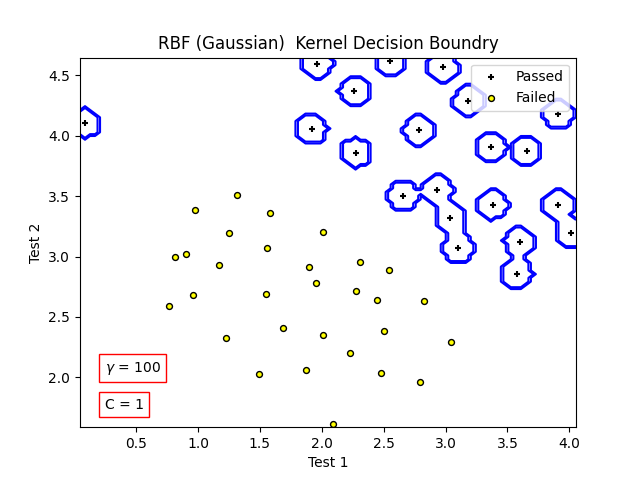 RBF (Gaussian)  Kernel Decision Boundry
4.5
4.0
3.5
3.0
2.5
2.0
Test 2
Passed
Failed
γ = 100
C = 1
0.5
1.0
1.5
2.0
2.5
3.0
3.5
4.0
Test 1